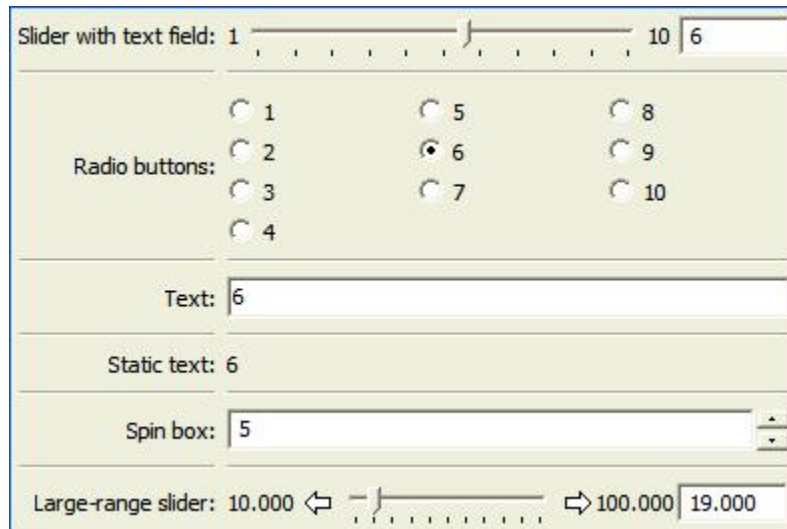 Slider with text field: 1 10 6
1 5 8
2 6 9
Radio buttons:
3 7 10
4
Text: 6
Static text: 6
Spin box: 5
Large-range slider: 10.000 100.000 19.000